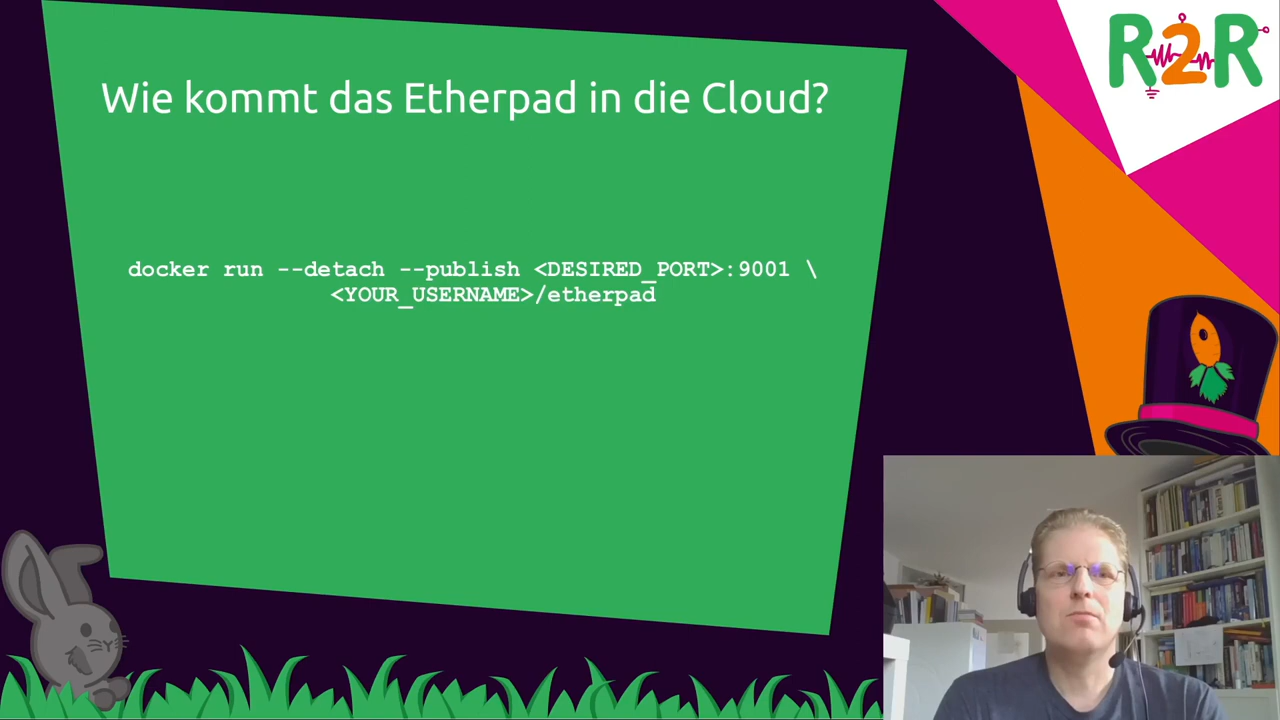 Wie kommt das Etherpad in die Cloud?
R2R
docker run --detach --publish <DESIRED_PORT>:9001 \
<YOUR_USERNAME>/etherpad